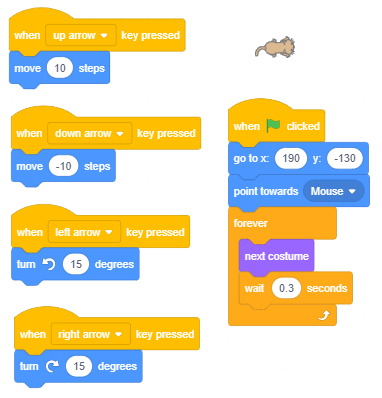 when up arrow key pressed
move 10 steps
when down arrow key pressed
move -10 steps
when left arrow key pressed
turn 15 degrees
when right arrow key pressed
turn 15 degrees
when clicked
go to x: 190 y: -130
point towards Mouse
forever
next costume
wait 0.3 seconds